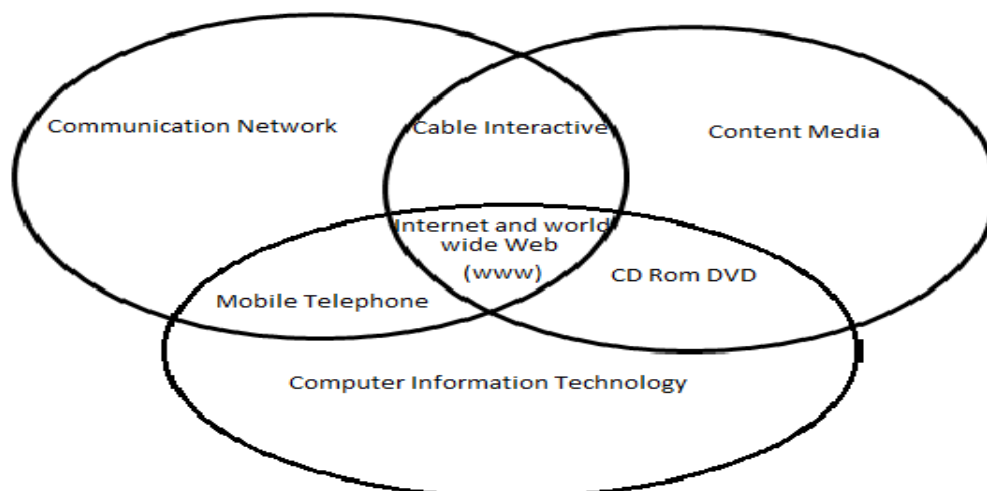 Communication Network
Cable Interactive
Content Media
Internet and world
wide Web
(www)
CD Rom DVD
Mobile Telephone
Computer Information Technology